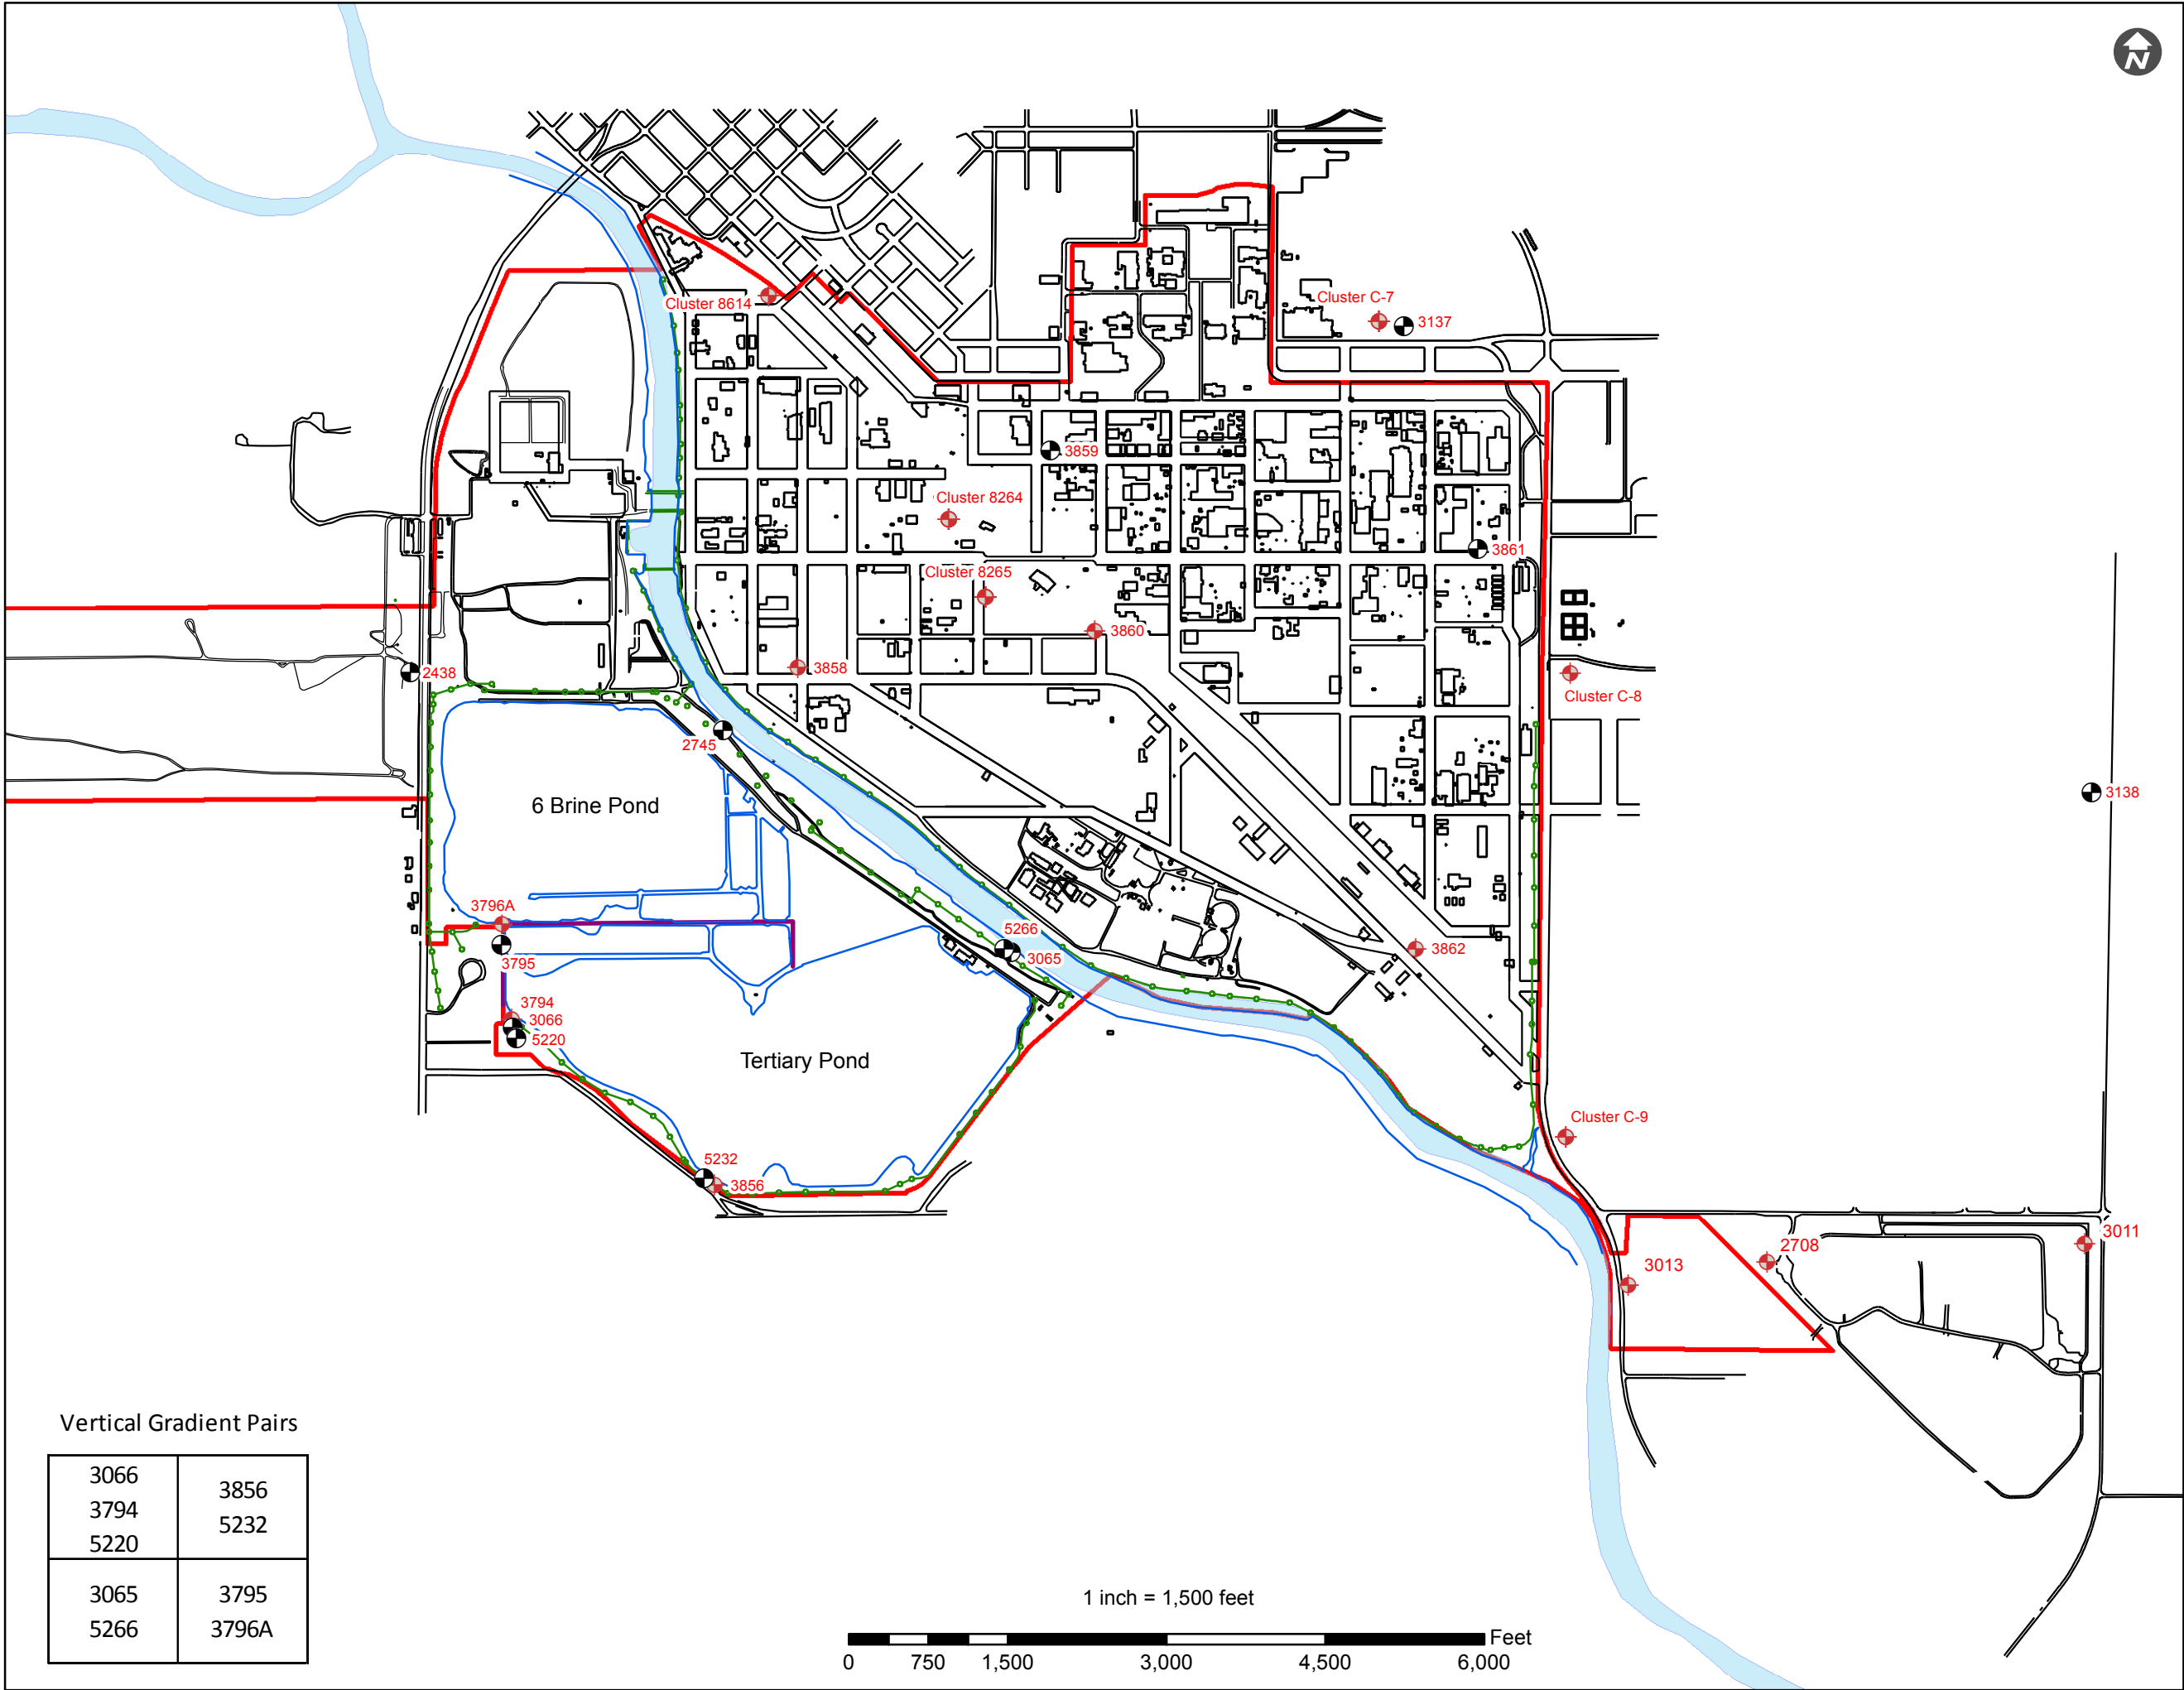 N
Cluster 8614
Cluster C-7
3137
3859
Cluster 8264
3861
Cluster 8265
3860
3858
2438
Cluster C-8
2745
3138
6 Brine Pond
3796A
5266
3862
3065
3795
3794
3066
5220
Tertiary Pond
Cluster C-9
5232
3856
3011
2708
3013
Vertical Gradient Pairs
3066
3794
5220
3856
5232
3065
5266
3795
3796A
1 inch = 1,500 feet
Feet
0 750 1,500 3,000 4,500 6,000